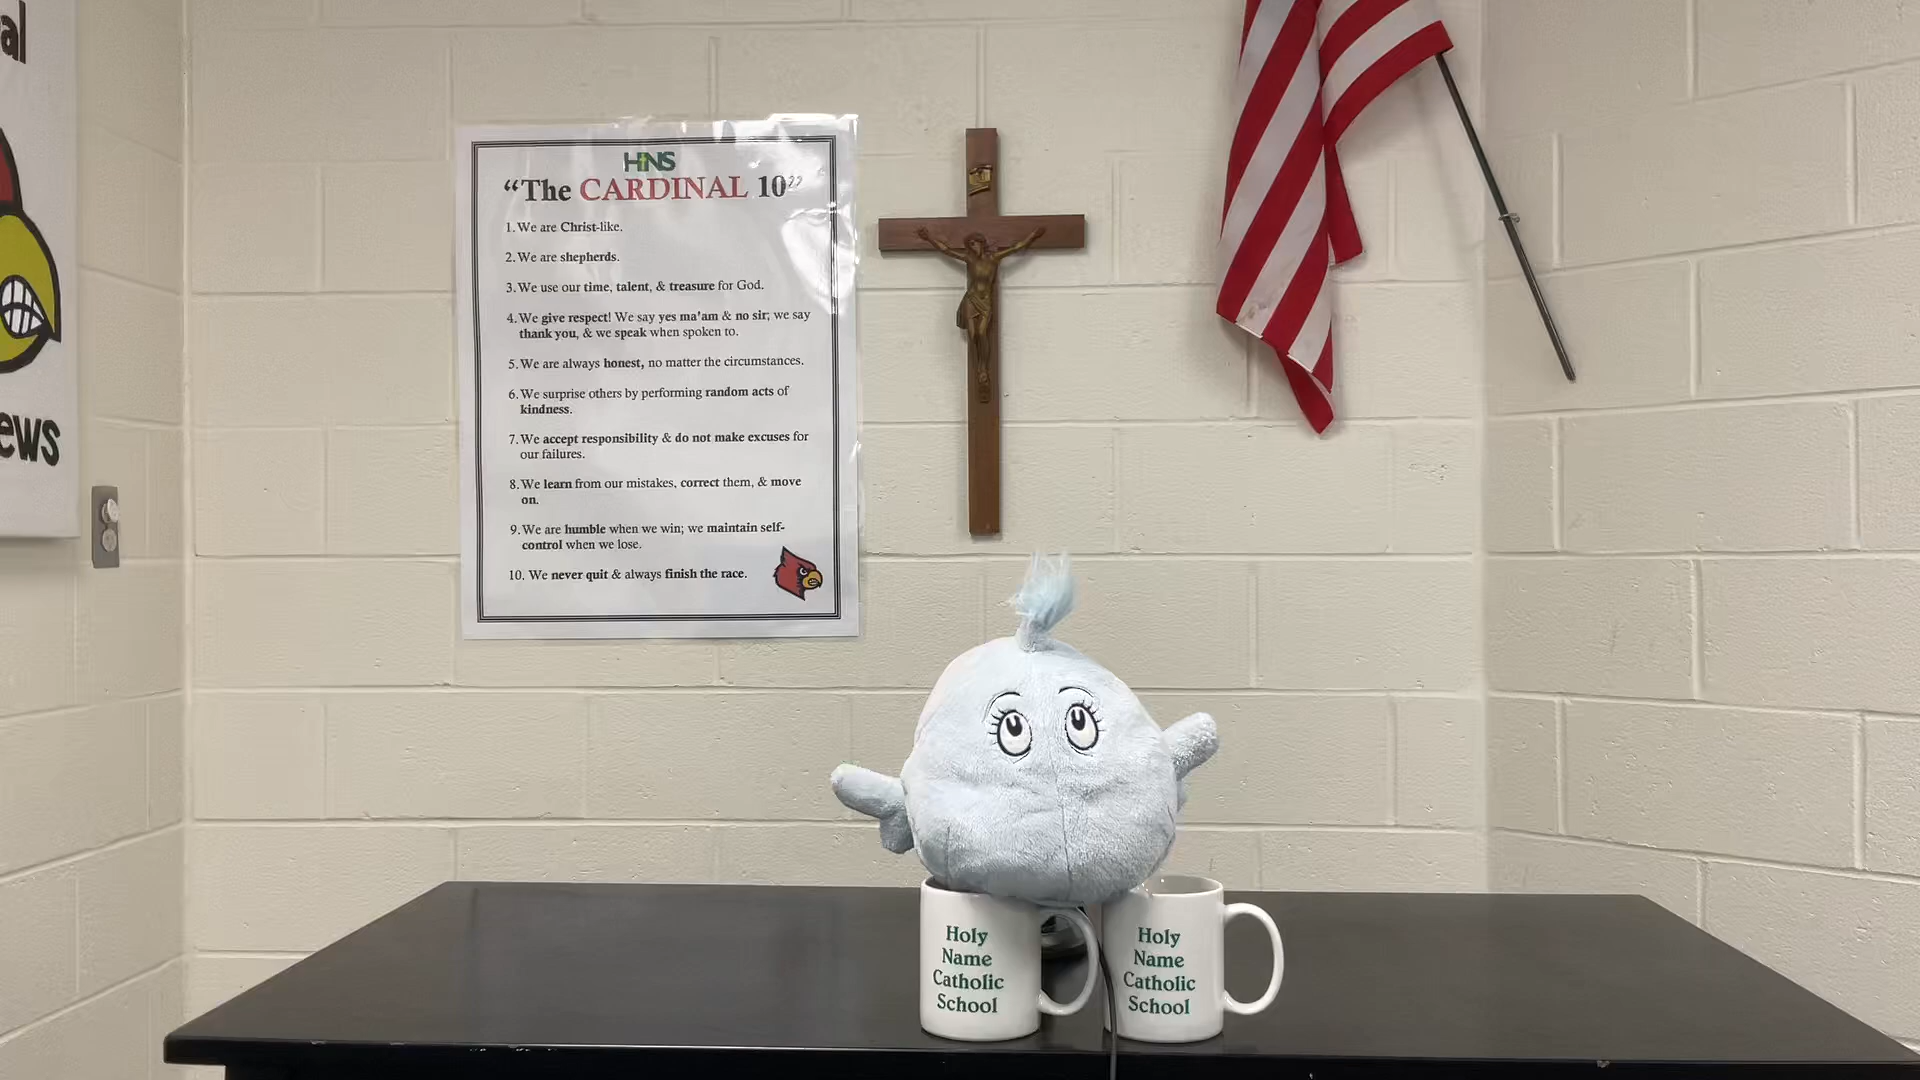 al
ews
HNS
“The CARDINAL 10”
1. We are Christ-like.
2. We are shepherds.
3. We use our time, talent, & treasure for God.
4. We give respect! We say yes ma'am & no sir; we say
thank you, & we speak when spoken to.
5. We are always honest, no matter the circumstances.
6. We surprise others by performing random acts of
kindness.
7. We accept responsibility & do not make excuses for
our failures.
8. We learn from our mistakes, correct them, & move
on.
9. We are humble when we win; we maintain self-
control when we lose.
10. We never quit & always finish the race.
Holy
Name
Catholic
School
Holy
Name
Catholic
School